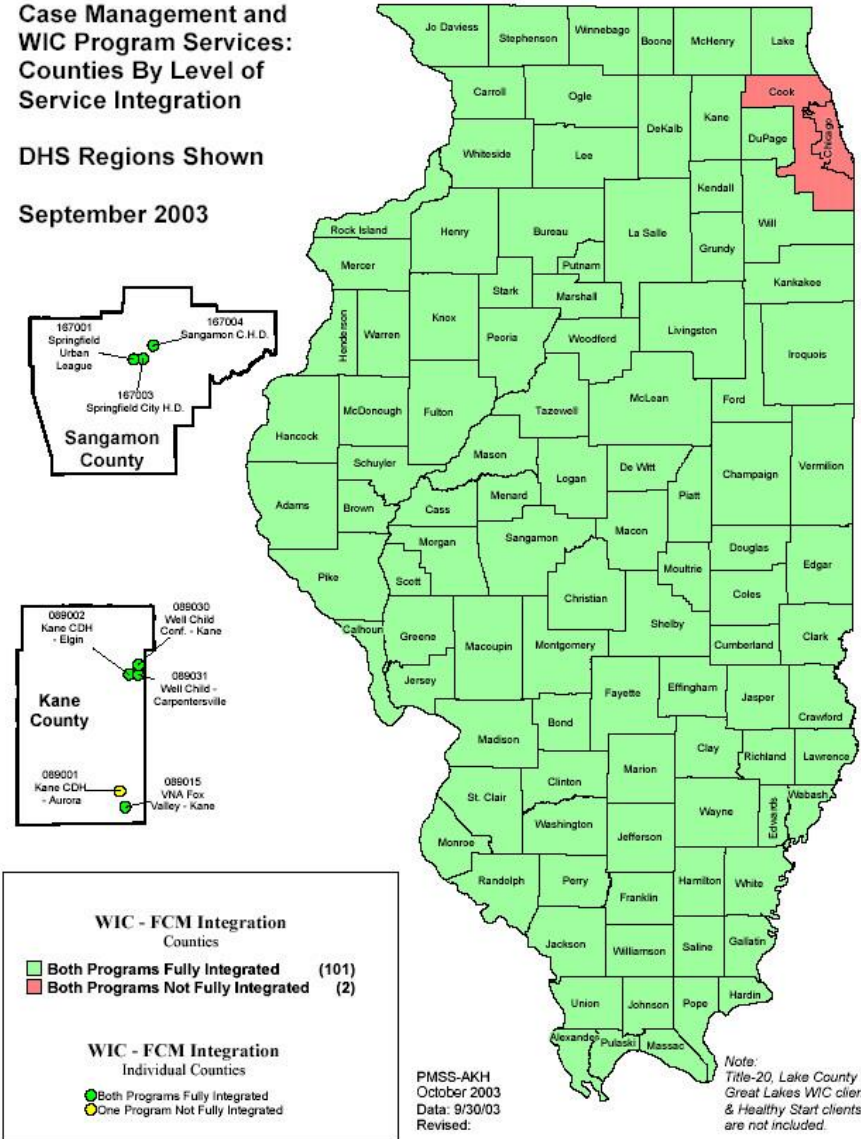 Case Management and
WIC Program Services:
Counties By Level of
Service Integration
DHS Regions Shown
September 2003
Jo Daviess
Stephenson
Winnebago
Boone
McHenry
Lake
Carroll
Ogle
DeKalb
Kane
Cook
DuPage
Chicago
Whiteside
Lee
Kendall
Will
Rock Island
Henry
Bureau
La Salle
Grundy
Mercer
Putnam
Kankakee
Stark
Marshall
Henderson
Warren
Knox
Peoria
Woodford
Livingston
Iroquois
McLean
Ford
Hancock
McDonough
Fulton
Tazewell
Schuyler
Mason
Logan
De Witt
Champaign
Vermilion
Adams
Brown
Cass
Menard
Piatt
Morgan
Sangamon
Macon
Douglas
Edgar
Pike
Scott
Christian
Moultrie
Coles
Calhoun
Greene
Macoupin
Montgomery
Shelby
Cumberland
Clark
Jersey
Fayette
Effingham
Jasper
Crawford
Madison
Bond
Clay
Richland
Lawrence
St. Clair
Clinton
Marion
Wayne
Edwards
Wabash
Monroe
Washington
Jefferson
Randolph
Perry
Franklin
Hamilton
White
Jackson
Williamson
Saline
Gallatin
Union
Johnson
Pope
Hardin
Alexander
Pulaski
Massac
167001
Springfield
Urban
League
167004
Sangamon C.H.D.
167003
Springfield City H.D.
Sangamon
County
089002
Kane CDH
- Elgin
089030
Well Child
Conf. - Kane
089031
Well Child -
Carpentersville
Kane
County
089001
Kane CDH
- Aurora
089015
VNA Fox
Valley - Kane
WIC - FCM Integration
Counties
Both Programs Fully Integrated (101)
Both Programs Not Fully Integrated (2)
WIC - FCM Integration
Individual Counties
Both Programs Fully Integrated
One Program Not Fully Integrated
PMSS-AKH
October 2003
Data: 9/30/03
Revised:
Note:
Title-20, Lake County
Great Lakes WIC clien
& Healthy Start clients
are not included.